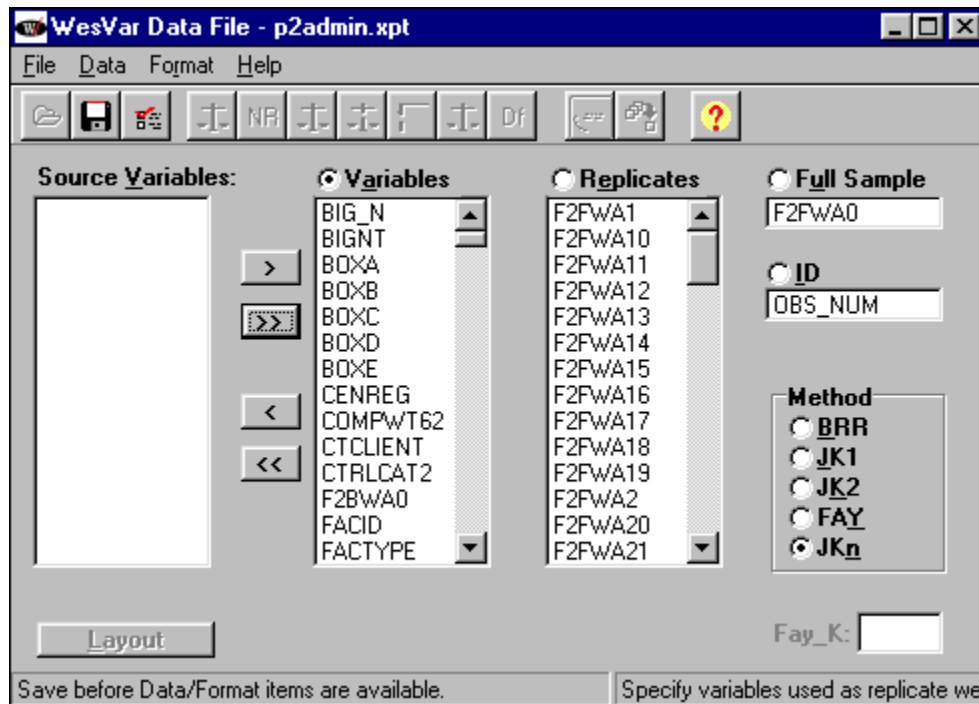 WesVar Data File - p2admin.xpt
File Data Format Help
NR Df ?
Source Variables:
> >> < <<
Variables
BIG_N
BIGNT
BOXA
BOXB
BOXC
BOXD
BOXE
CENREG
COMPWT62
CTCLIENT
CTRLCAT2
F2BWA0
FACID
FACTYPE
Replicates
F2FWA1
F2FWA10
F2FWA11
F2FWA12
F2FWA13
F2FWA14
F2FWA15
F2FWA16
F2FWA17
F2FWA18
F2FWA19
F2FWA2
F2FWA20
F2FWA21
Full Sample
F2FWA0
ID
OBS_NUM
Method
BRR
JK1
JK2
FAY
JKn
Layout
Fay_K:
Save before Data/Format items are available.
Specify variables used as replicate we